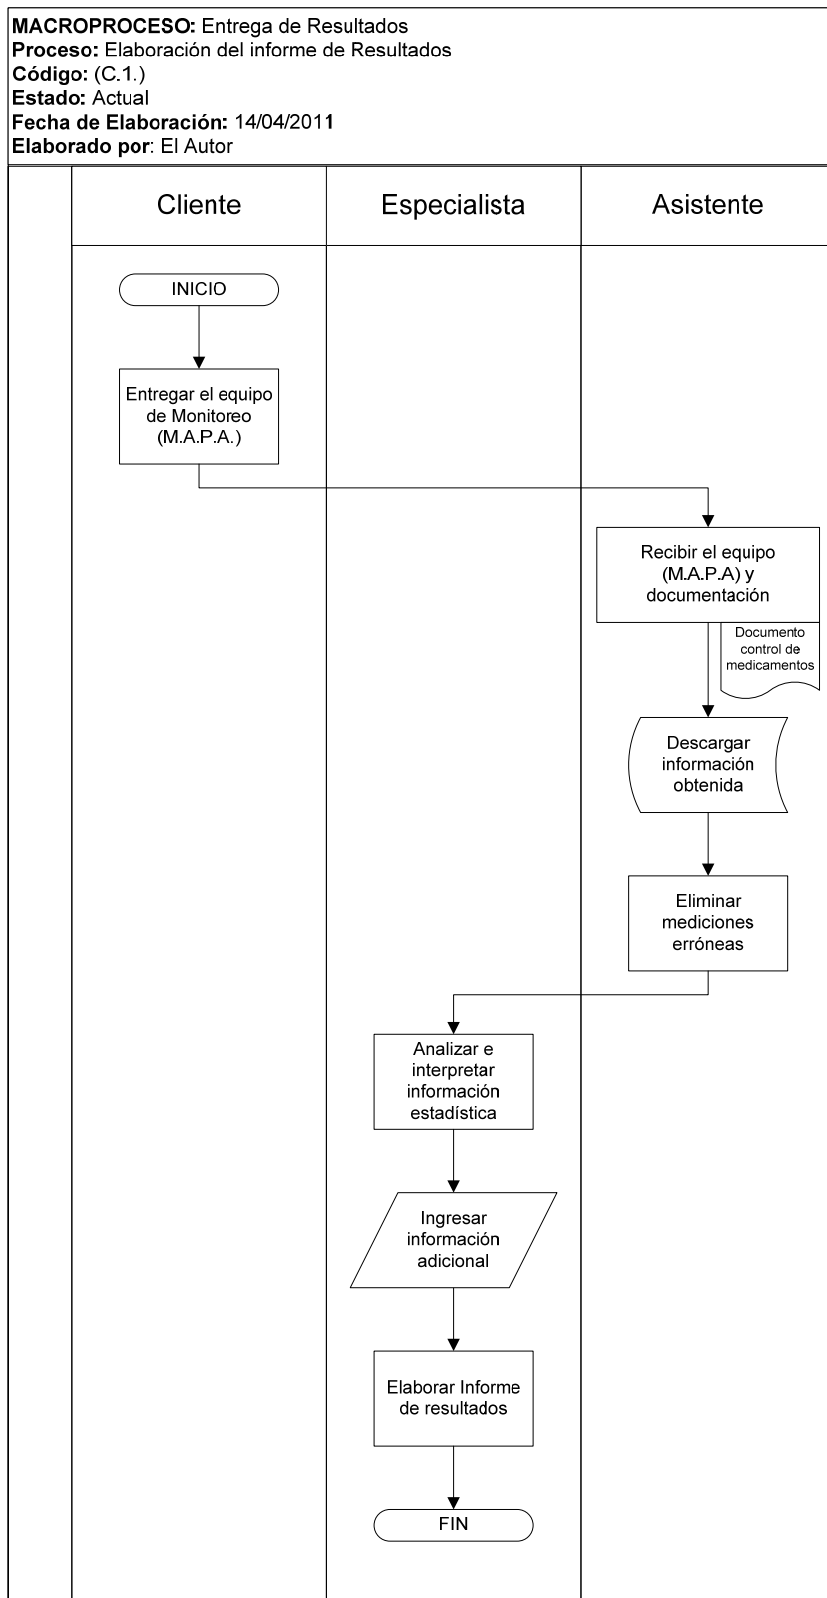 MACROPROCESO: Entrega de Resultados
Proceso: Elaboración del informe de Resultados
Código: (C.1.)
Estado: Actual
Fecha de Elaboración: 14/04/2011
Elaborado por: El Autor
Cliente
Especialista
Asistente
INICIO
Entregar el equipo
de Monitoreo
(M.A.P.A.)
Recibir el equipo
(M.A.P.A) y
documentación
Documento
control de
medicamentos
Descargar
información
obtenida
Eliminar
mediciones
erróneas
Analizar e
interpretar
información
estadística
Ingresar
información
adicional
Elaborar Informe
de resultados
FIN